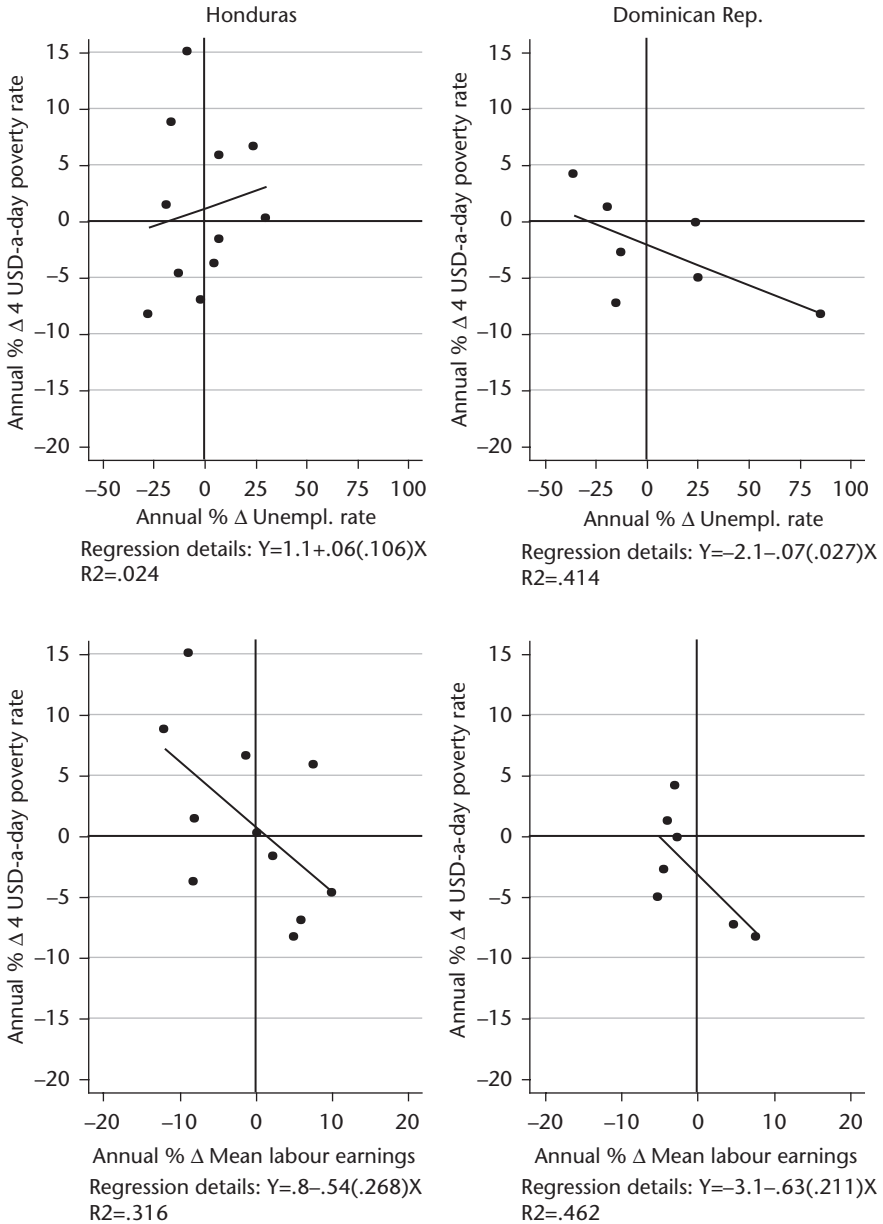 Honduras
Dominican Rep.
Annual % Δ 4 USD-a-day poverty rate
15
10
5
0
–5
–10
–15
–20
–50 –25 0 25 50 75 100
Annual % Δ Unempl. rate
Regression details: Y=1.1+.06(.106)X
R2=.024
Annual % Δ 4 USD-a-day poverty rate
15
10
5
0
–5
–10
–15
–20
–50 –25 0 25 50 75 100
Annual % Δ Unempl. rate
Regression details: Y=–2.1–.07(.027)X
R2=.414
Annual % Δ 4 USD-a-day poverty rate
15
10
5
0
–5
–10
–15
–20
–20 –10 0 10 20
Annual % Δ Mean labour earnings
Regression details: Y=.8–.54(.268)X
R2=.316
Annual % Δ 4 USD-a-day poverty rate
15
10
5
0
–5
–10
–15
–20
–20 –10 0 10 20
Annual % Δ Mean labour earnings
Regression details: Y=–3.1–.63(.211)X
R2=.462